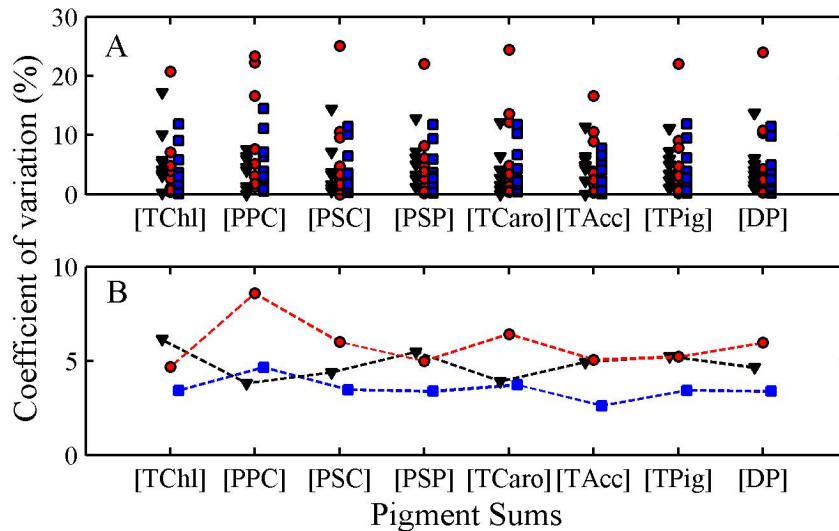 30
A
20
10
0
[TChl] [PPC] [PSC] [PSP] [TCaro] [TAcc] [TPig] [DP]
Coefficient of variation (%)
10
B
5
0
[TChl] [PPC] [PSC] [PSP] [TCaro] [TAcc] [TPig] [DP]
Pigment Sums